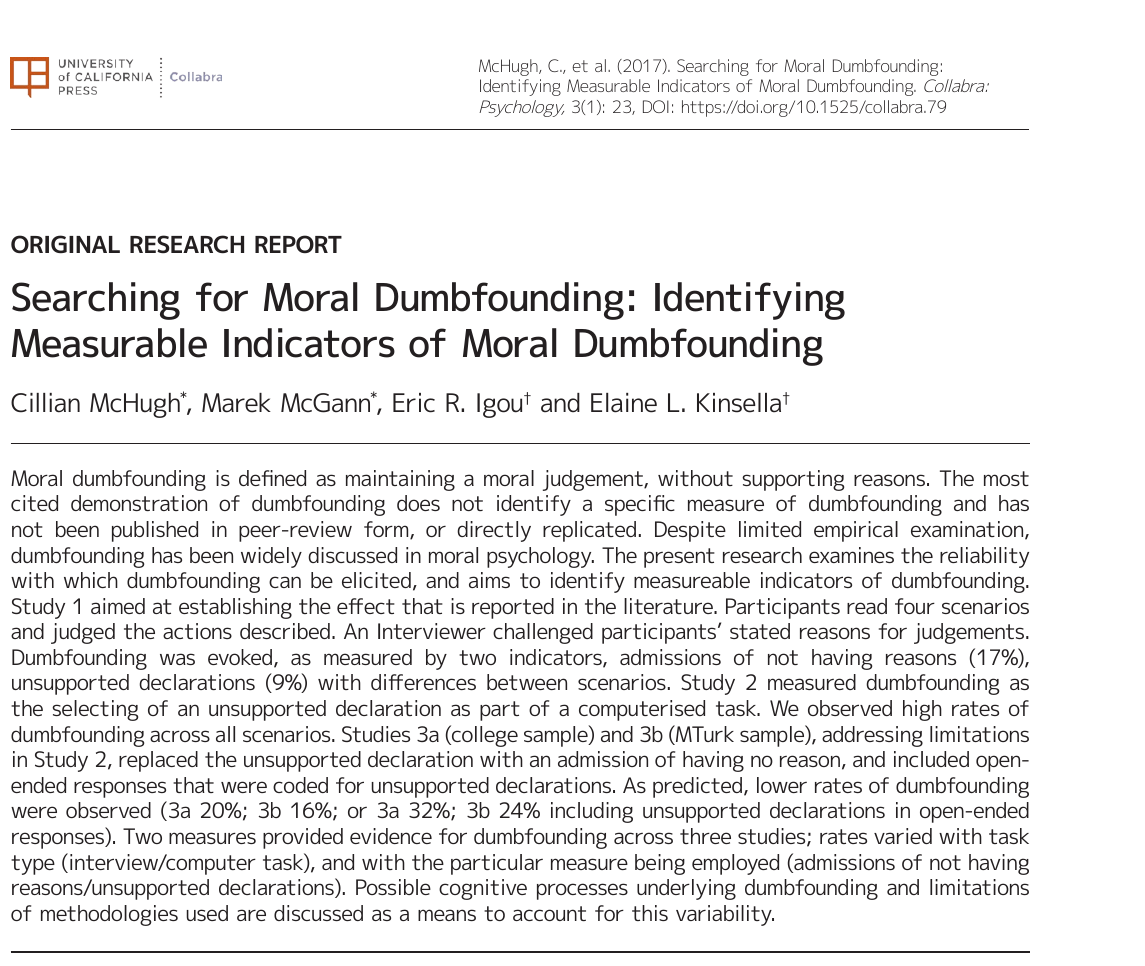 UNIVERSITY
of CALIFORNIA
PRESS
Collabra
McHugh, C., et al. (2017). Searching for Moral Dumbfounding:
Identifying Measurable Indicators of Moral Dumbfounding. Collabra:
Psychology, 3(1): 23, DOI: https://doi.org/10.1525/collabra.79
ORIGINAL RESEARCH REPORT
Searching for Moral Dumbfounding: Identifying
Measurable Indicators of Moral Dumbfounding
Cillian McHugh*, Marek McGann*, Eric R. Igou† and Elaine L. Kinsella†
Moral dumbfounding is defined as maintaining a moral judgement, without supporting reasons. The most
cited demonstration of dumbfounding does not identify a specific measure of dumbfounding and has
not been published in peer-review form, or directly replicated. Despite limited empirical examination,
dumbfounding has been widely discussed in moral psychology. The present research examines the reliability
with which dumbfounding can be elicited, and aims to identify measureable indicators of dumbfounding.
Study 1 aimed at establishing the effect that is reported in the literature. Participants read four scenarios
and judged the actions described. An Interviewer challenged participants’ stated reasons for judgements.
Dumbfounding was evoked, as measured by two indicators, admissions of not having reasons (17%),
unsupported declarations (9%) with differences between scenarios. Study 2 measured dumbfounding as
the selecting of an unsupported declaration as part of a computerised task. We observed high rates of
dumbfounding across all scenarios. Studies 3a (college sample) and 3b (MTurk sample), addressing limitations
in Study 2, replaced the unsupported declaration with an admission of having no reason, and included open-
ended responses that were coded for unsupported declarations. As predicted, lower rates of dumbfounding
were observed (3a 20%; 3b 16%; or 3a 32%; 3b 24% including unsupported declarations in open-ended
responses). Two measures provided evidence for dumbfounding across three studies; rates varied with task
type (interview/computer task), and with the particular measure being employed (admissions of not having
reasons/unsupported declarations). Possible cognitive processes underlying dumbfounding and limitations
of methodologies used are discussed as a means to account for this variability.